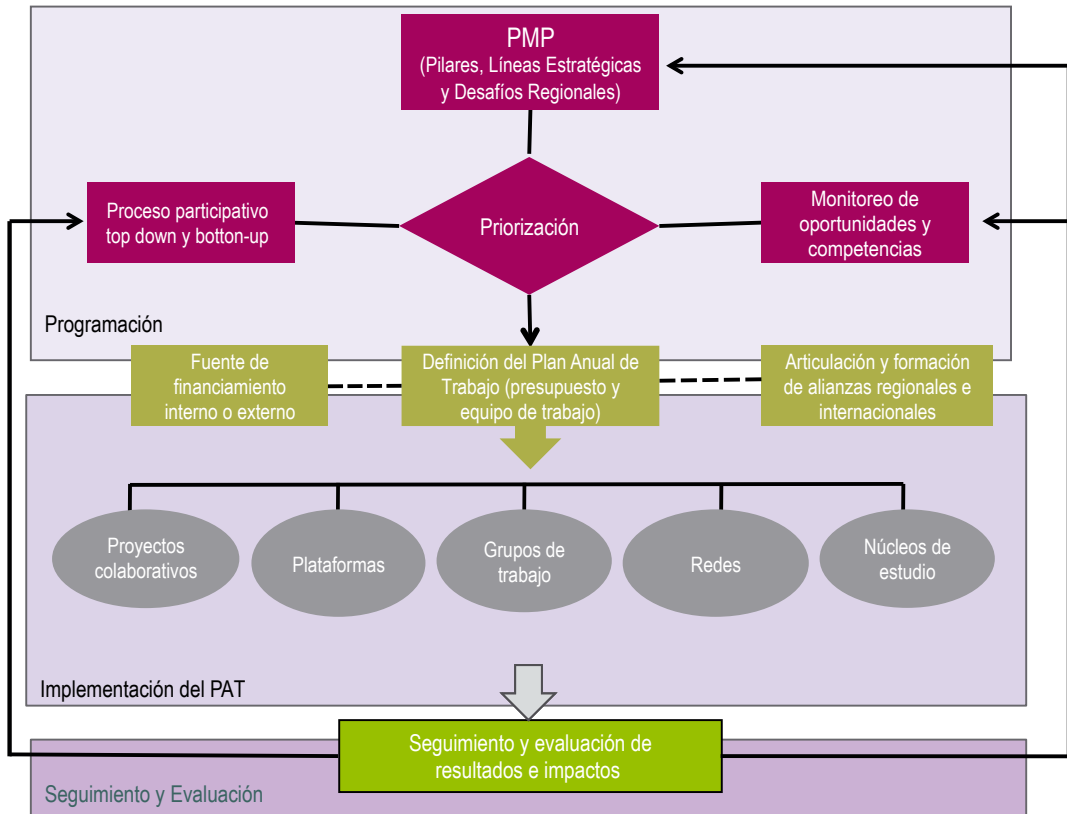 PMP
(Pilares, Líneas Estratégicas
y Desafíos Regionales)
Proceso participativo
top down y botton-up
Priorización
Monitoreo de
oportunidades y
competencias
Programación
Fuente de
financiamiento
interno o externo
Definición del Plan Anual de
Trabajo (presupuesto y
equipo de trabajo)
Articulación y formación
de alianzas regionales e
internacionales
Proyectos
colaborativos
Plataformas
Grupos de
trabajo
Redes
Núcleos de
estudio
Implementación del PAT
Seguimiento y evaluación de
resultados e impactos
Seguimiento y Evaluación